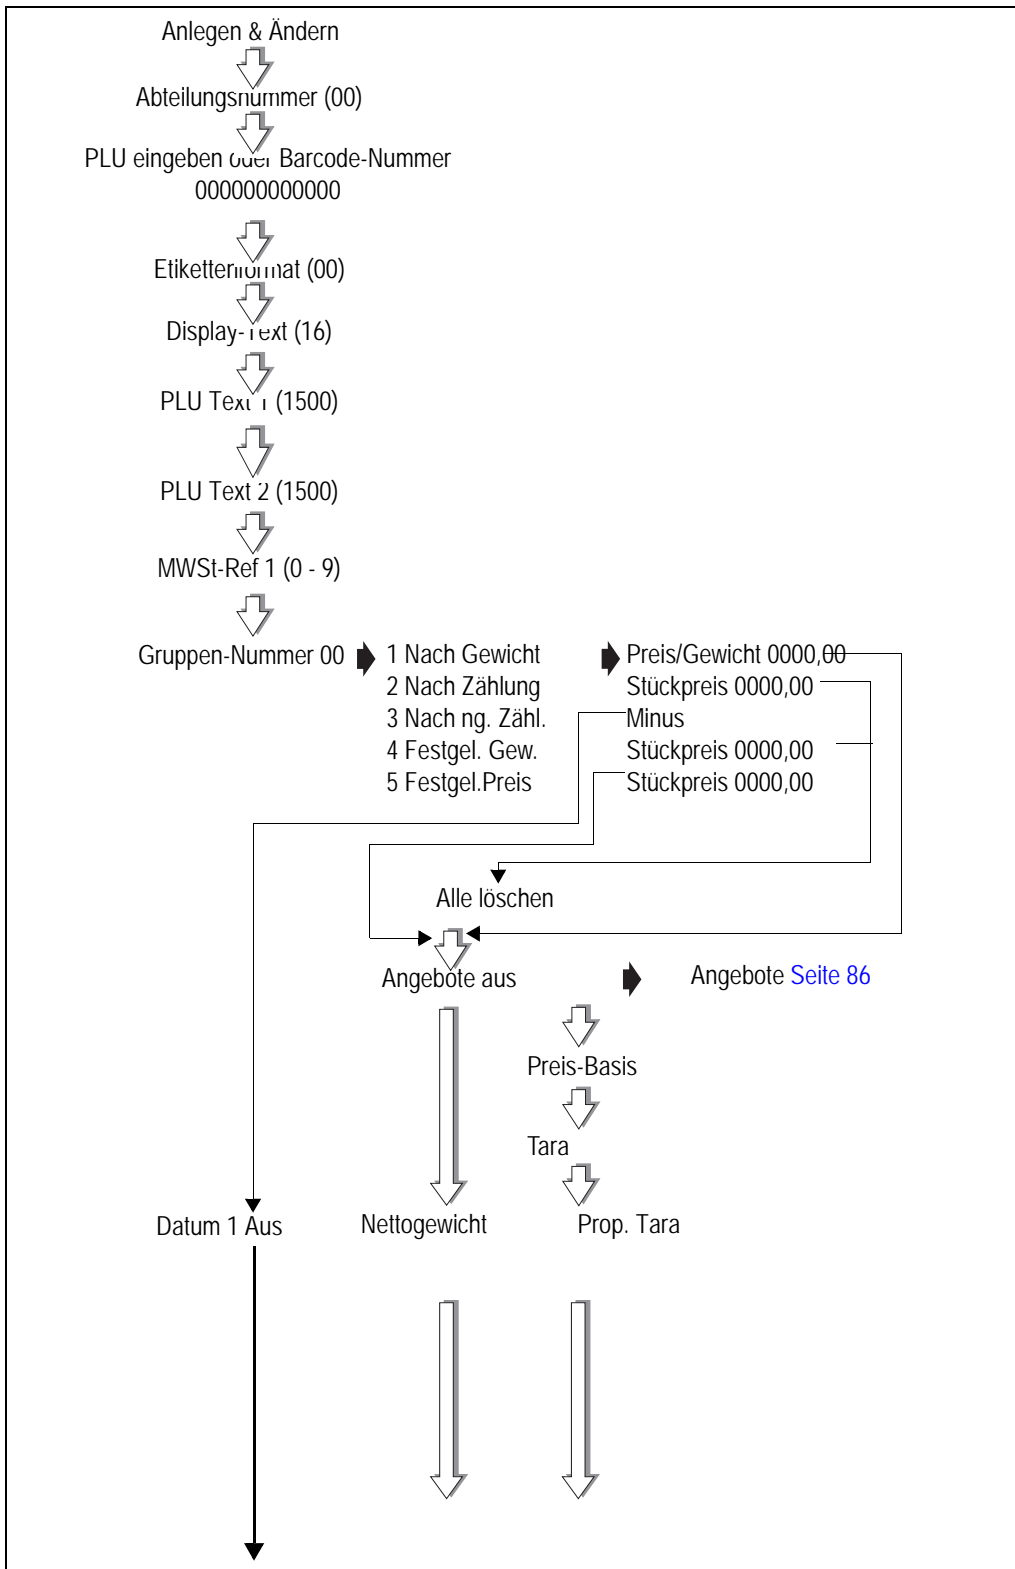 Anlegen & Ändern
Abteilungsnummer (00)
PLU eingeben oder Barcode-Nummer
000000000000
Etikettenformat (00)
Display-Text (16)
PLU Text 1 (1500)
PLU Text 2 (1500)
MWSt-Ref 1 (0 - 9)
Gruppen-Nummer 00 1 Nach Gewicht Preis/Gewicht 0000,00
2 Nach Zählung Stückpreis 0000,00
3 Nach ng. Zähl. Minus
4 Festgel. Gew. Stückpreis 0000,00
5 Festgel.Preis Stückpreis 0000,00
Alle löschen
Angebote aus Angebote Seite 86
Preis-Basis
Tara
Datum 1 Aus Nettogewicht Prop. Tara